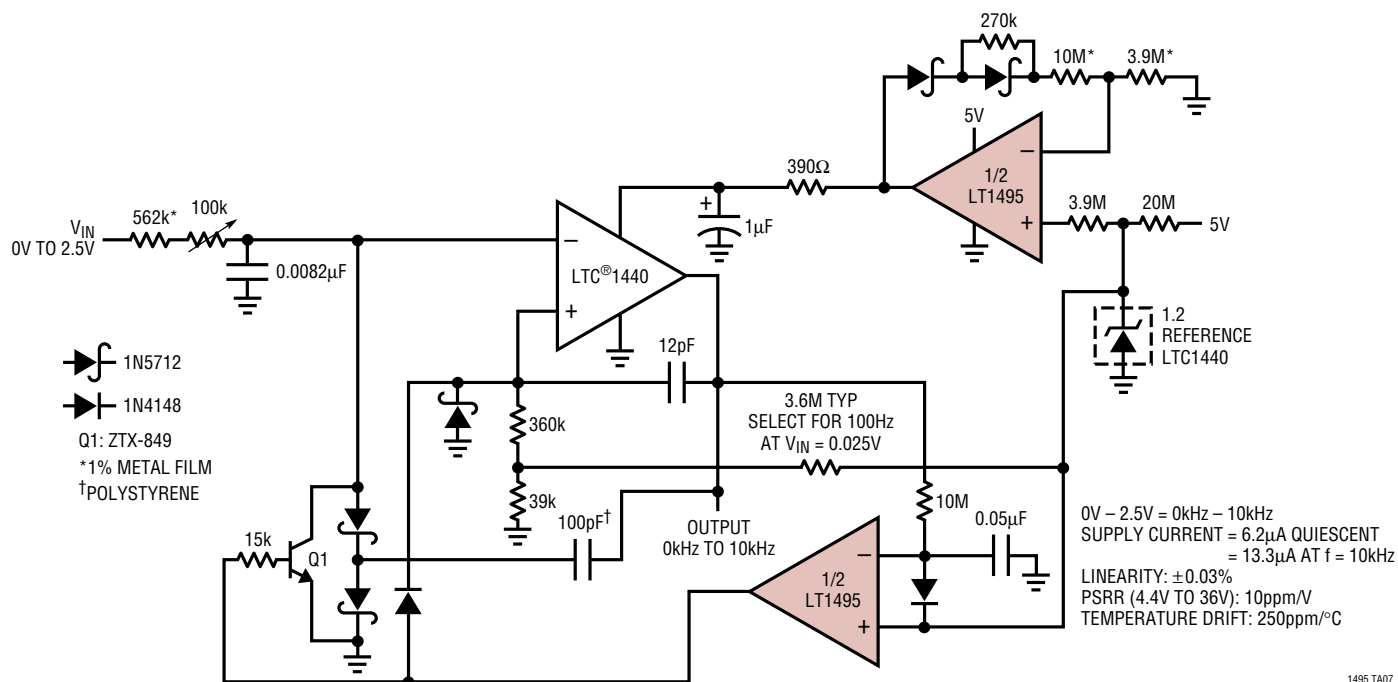 270k
10M*
3.9M*
5V
390Ω
1/2
LT1495
–
+
3.9M
20M
5V
VIN
0V TO 2.5V
562k*
100k
0.0082µF
+
1µF
–
LTC®1440
+
1.2
REFERENCE
LTC1440
12pF
1N5712
1N4148
Q1: ZTX-849
*1% METAL FILM
†POLYSTYRENE
360k
3.6M TYP
SELECT FOR 100Hz
AT VIN = 0.025V
39k
100pF†
10M
0.05µF
OUTPUT
0kHz TO 10kHz
15k
Q1
–
1/2
LT1495
+
0V – 2.5V = 0kHz – 10kHz
SUPPLY CURRENT = 6.2µA QUIESCENT
= 13.3µA AT f = 10kHz
LINEARITY: ±0.03%
PSRR (4.4V TO 36V): 10ppm/V
TEMPERATURE DRIFT: 250ppm/°C
1495 TA07